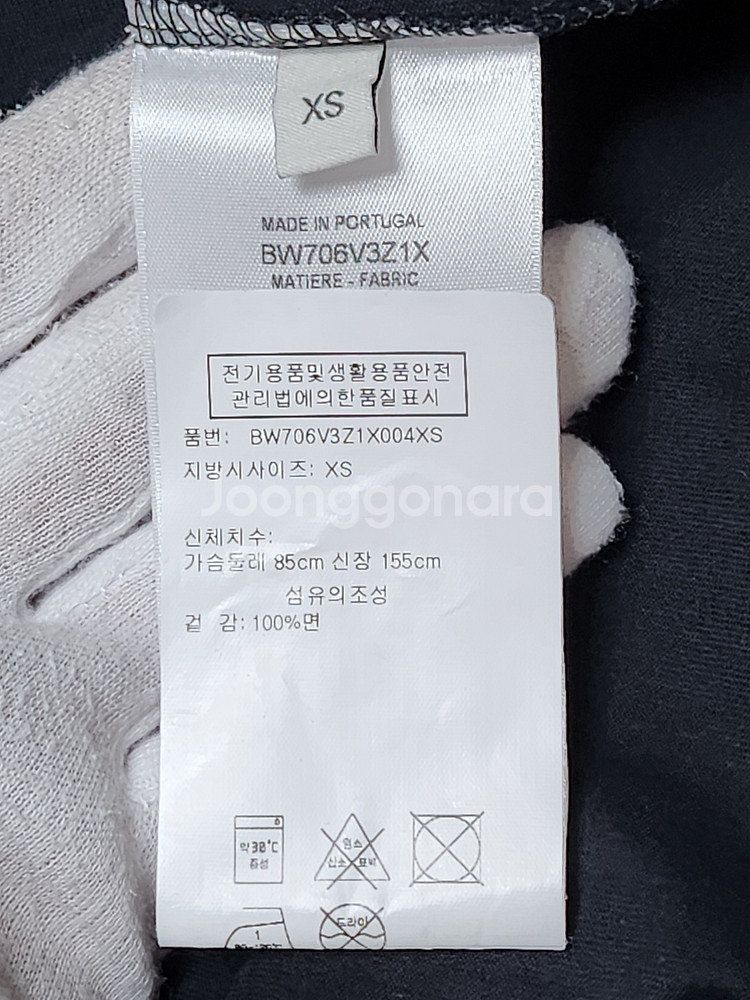 XS
MADE IN PORTUGAL
BW706V3Z1X
MATIERE - FABRIC
전기용품및생활용품안전
관리법에의한품질표시
품번: BW706V3Z1X004XS
지방시사이즈: XS
Joonggonara
신체치수:
가슴둘레 85cm 신장 155cm
섬유의조성
겉 감: 100%면
약30℃
중성
염소
표백
드라이
1